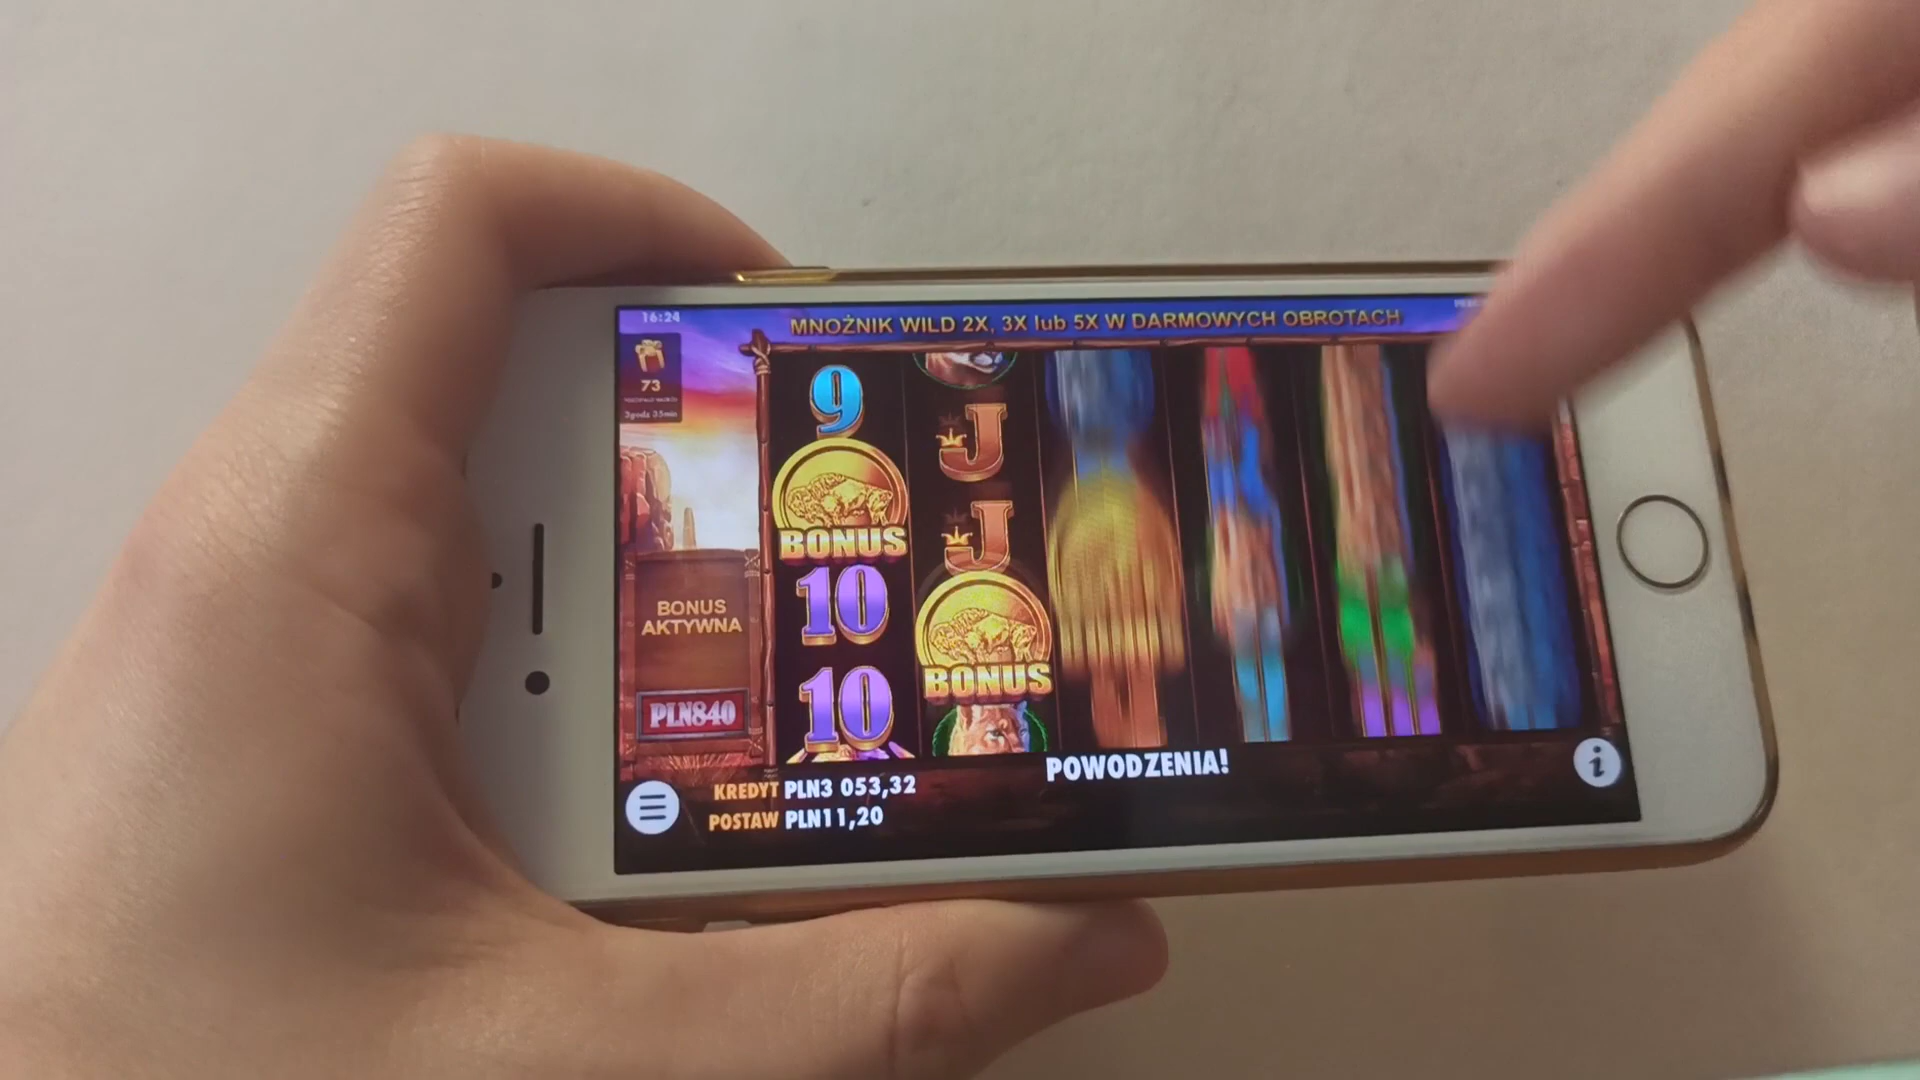 16:24
MNOŻNIK WILD 2X, 3X lub 5X W DARMOWYCH OBROTACH
73
9
J
BONUS
J
10
BONUS
AKTYWNA
BONUS
10
PLN840
POWODZENIA!
KREDYT PLN3 053,32
POSTAW PLN11,20